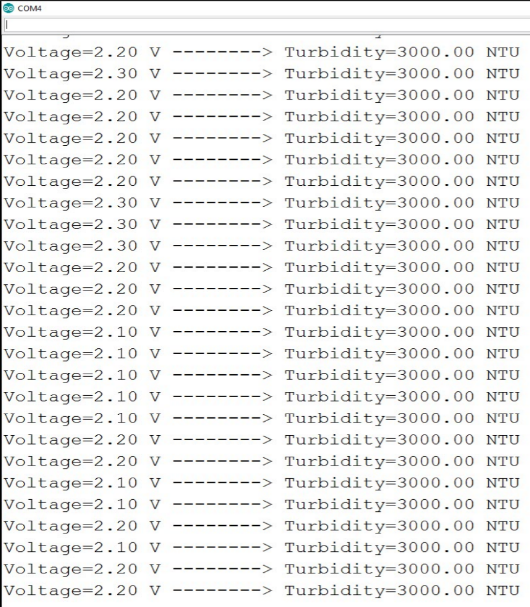 COM4
Voltage=2.20 V --------> Turbidity=3000.00 NTU
Voltage=2.30 V --------> Turbidity=3000.00 NTU
Voltage=2.20 V --------> Turbidity=3000.00 NTU
Voltage=2.20 V --------> Turbidity=3000.00 NTU
Voltage=2.20 V --------> Turbidity=3000.00 NTU
Voltage=2.20 V --------> Turbidity=3000.00 NTU
Voltage=2.20 V --------> Turbidity=3000.00 NTU
Voltage=2.30 V --------> Turbidity=3000.00 NTU
Voltage=2.30 V --------> Turbidity=3000.00 NTU
Voltage=2.30 V --------> Turbidity=3000.00 NTU
Voltage=2.20 V --------> Turbidity=3000.00 NTU
Voltage=2.20 V --------> Turbidity=3000.00 NTU
Voltage=2.20 V --------> Turbidity=3000.00 NTU
Voltage=2.10 V --------> Turbidity=3000.00 NTU
Voltage=2.10 V --------> Turbidity=3000.00 NTU
Voltage=2.10 V --------> Turbidity=3000.00 NTU
Voltage=2.10 V --------> Turbidity=3000.00 NTU
Voltage=2.10 V --------> Turbidity=3000.00 NTU
Voltage=2.20 V --------> Turbidity=3000.00 NTU
Voltage=2.20 V --------> Turbidity=3000.00 NTU
Voltage=2.10 V --------> Turbidity=3000.00 NTU
Voltage=2.10 V --------> Turbidity=3000.00 NTU
Voltage=2.20 V --------> Turbidity=3000.00 NTU
Voltage=2.10 V --------> Turbidity=3000.00 NTU
Voltage=2.20 V --------> Turbidity=3000.00 NTU
Voltage=2.20 V --------> Turbidity=3000.00 NTU